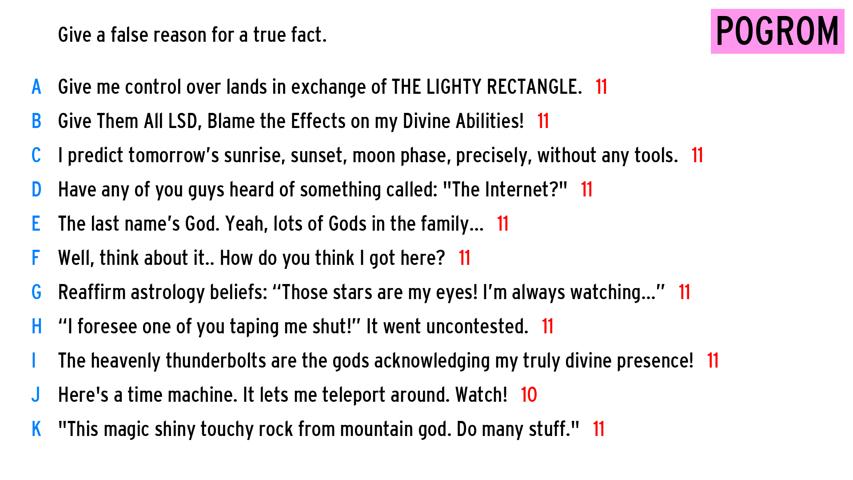 Give a false reason for a true fact.
POGROM
A Give me control over lands in exchange of THE LIGHTY RECTANGLE. 11
B Give Them All LSD, Blame the Effects on my Divine Abilities! 11
C I predict tomorrow's sunrise, sunset, moon phase, precisely, without any tools. 11
D Have any of you guys heard of something called: "The Internet?" 11
E The last name's God. Yeah, lots of Gods in the family... 11
F Well, think about it.. How do you think I got here? 11
G Reaffirm astrology beliefs: “Those stars are my eyes! I'm always watching...” 11
H “I foresee one of you taping me shut!” It went uncontested. 11
I The heavenly thunderbolts are the gods acknowledging my truly divine presence! 11
J Here's a time machine. It lets me teleport around. Watch! 10
K "This magic shiny touchy rock from mountain god. Do many stuff." 11